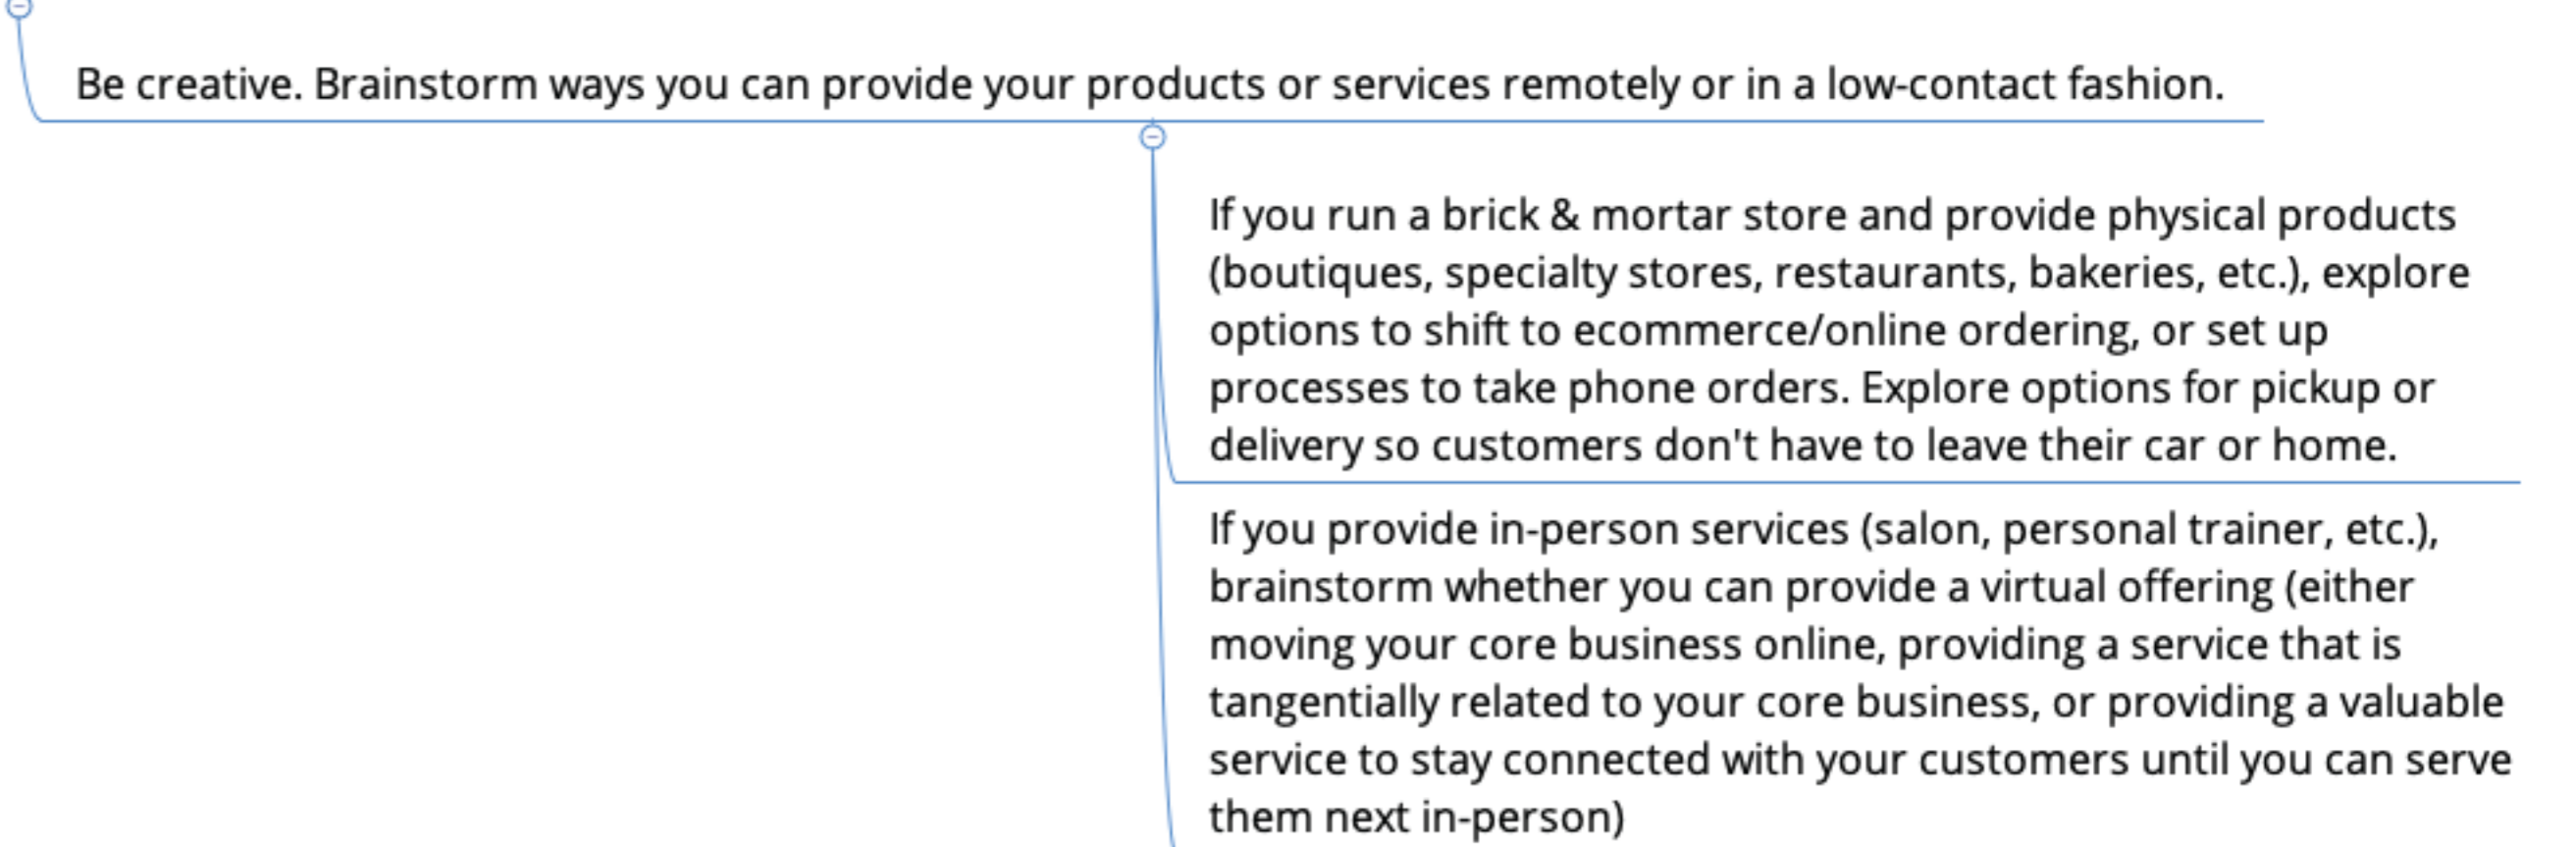 Be creative. Brainstorm ways you can provide your products or services remotely or in a low-contact fashion.
If you run a brick & mortar store and provide physical products
(boutiques, specialty stores, restaurants, bakeries, etc.), explore
options to shift to ecommerce/online ordering, or set up
processes to take phone orders. Explore options for pickup or
delivery so customers don't have to leave their car or home.
If you provide in-person services (salon, personal trainer, etc.),
brainstorm whether you can provide a virtual offering (either
moving your core business online, providing a service that is
tangentially related to your core business, or providing a valuable
service to stay connected with your customers until you can serve
them next in-person)